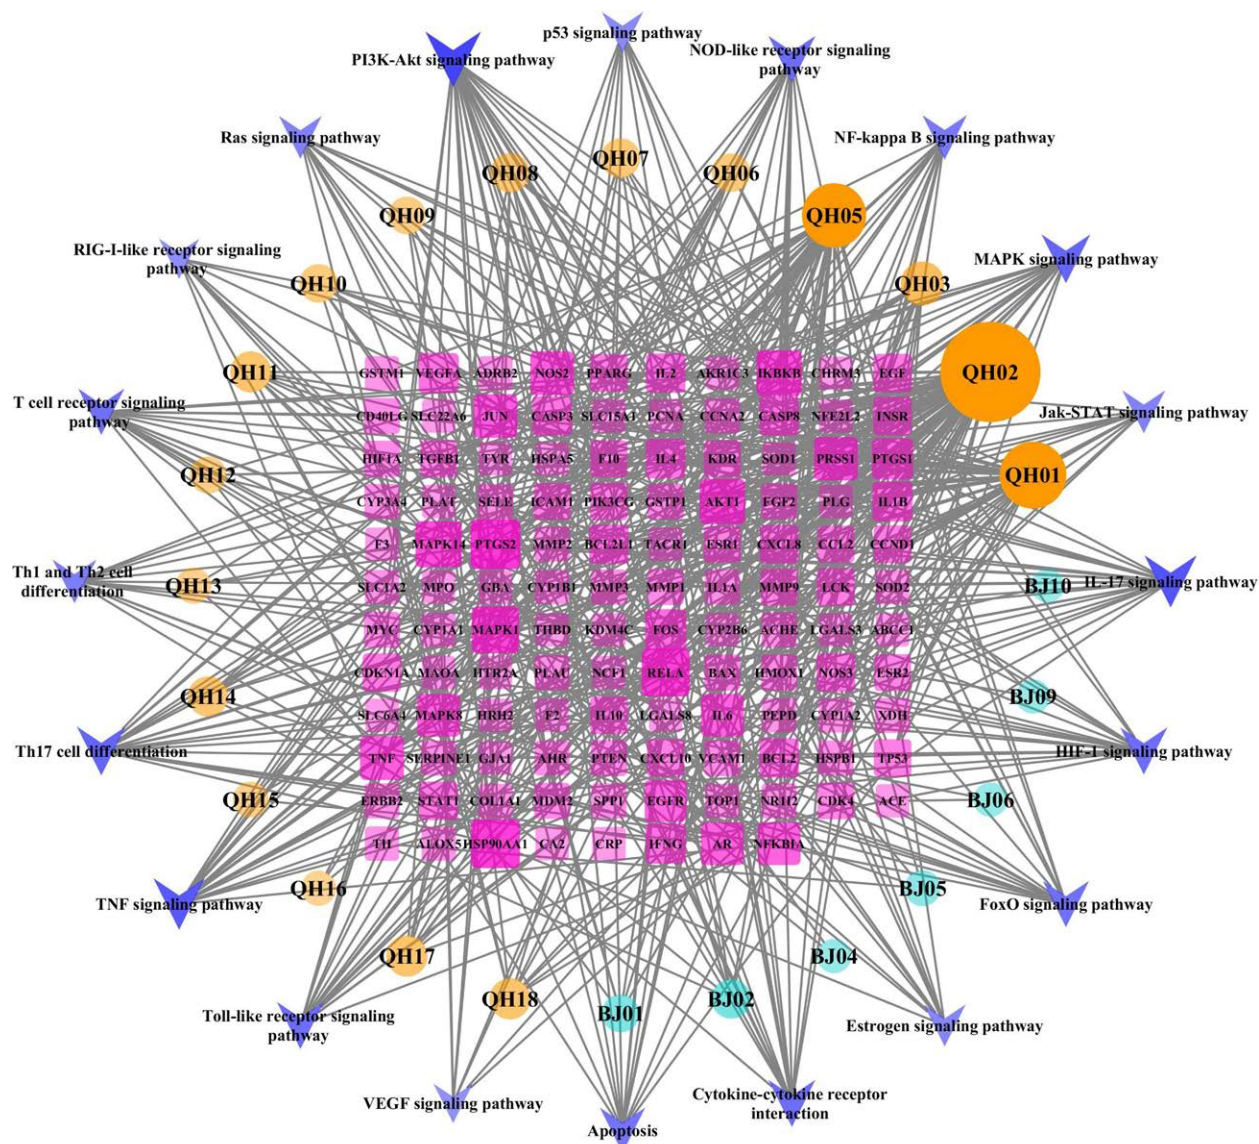 p53 signaling pathway
NOD-like receptor signaling
pathway
PI3K-Akt signaling pathway
Ras signaling pathway
NF-kappa B signaling pathway
QH08
QH07
QH06
QH09
QH05
RIG-I-like receptor signaling
pathway
QH10
QH03
MAPK signaling pathway
QH11
QH02
T cell receptor signaling
pathway
Jak-STAT signaling pathway
QH12
QH01
GSTM1 VEGFA ADRB2 NOS2 PPARG IL2 AKR1C3 IKBKB CHRM3 EGF
CD40LG SLC22A6 JUN CASP3 SLC15A1 PCNA CCNA2 CASP8 NFE2L2 INSR
HIF1A TGFB1 TYR HSPA5 F10 IL4 KDR SOD1 PRSS1 PTGS1
CYP3A4 PLAT SELE ICAM1 PIK3CG GSTP1 AKT1 FGF2 PLG IL1B
F3 MAPK14 PTGS2 MMP2 BCL2L1 TACR1 ESR1 CXCL8 CCL2 CCND1
SLC1A2 MPO GBA CYP1B1 MMP3 MMP1 IL1A MMP9 LCK SOD2
MYC CYP1A1 MAPK1 THBD KDM4C FOS CYP2B6 ACHE LGALS3 ABCC1
CDKN1A MAOA HTR2A PLAU NCF1 RELA BAX HMOX1 NOS3 ESR2
SLC6A4 MAPK8 HRH2 F2 IL10 LGALS8 IL6 PEPD CYP1A2 XDH
TNF SERPINE1 GJA1 AHR PTEN CXCL10 VCAM1 BCL2 HSPB1 TP53
ERBB2 STAT1 COL1A1 MDM2 SPP1 EGFR TOP1 NR1I2 CDK4 ACE
TH ALOX5 HSP90AA1 CA2 CRP IFNG AR NFKBIA
Th1 and Th2 cell
differentiation
QH13
BJ10
IL-17 signaling pathway
QH14
BJ09
Th17 cell differentiation
HIF-1 signaling pathway
QH15
BJ06
QH16
BJ05
TNF signaling pathway
FoxO signaling pathway
QH17
BJ04
QH18
BJ01
BJ02
Toll-like receptor signaling
pathway
Estrogen signaling pathway
VEGF signaling pathway
Cytokine-cytokine receptor
interaction
Apoptosis